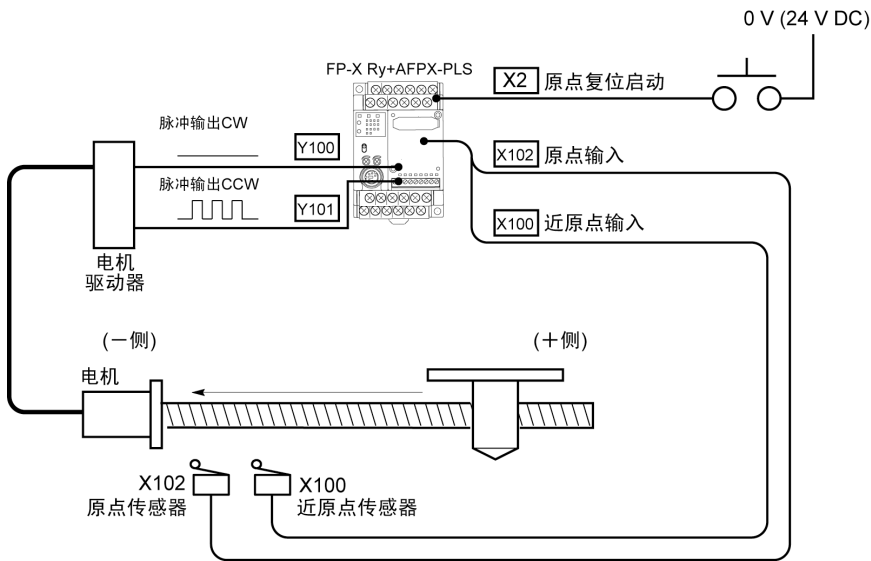 0 V (24 V DC)
FP-X Ry+AFPX-PLS
X2 原点复位启动
脉冲输出CW
Y100
X102 原点输入
脉冲输出CCW
Y101
X100 近原点输入
电机
驱动器
(－侧)
(＋侧)
电机
X102
原点传感器
X100
近原点传感器